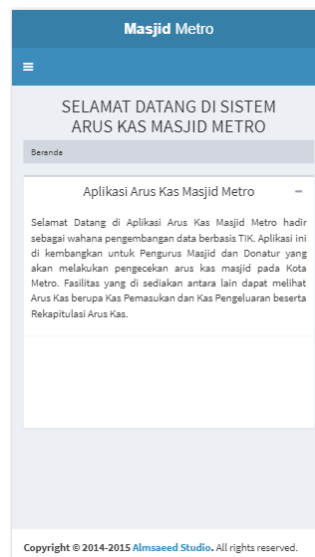 Masjid Metro
SELAMAT DATANG DI SISTEM
ARUS KAS MASJID METRO
Beranda
Aplikasi Arus Kas Masjid Metro
Selamat Datang di Aplikasi Arus Kas Masjid Metro hadir
sebagai wahana pengembangan data berbasis TIK. Aplikasi ini
di kembangkan untuk Pengurus Masjid dan Donatur yang
akan melakukan pengecekan arus kas masjid pada Kota
Metro. Fasilitas yang di sediakan antara lain dapat melihat
Arus Kas berupa Kas Pemasukan dan Kas Pengeluaran beserta
Rekapitulasi Arus Kas.
Copyright © 2014-2015 Almsaeed Studio. All rights reserved.